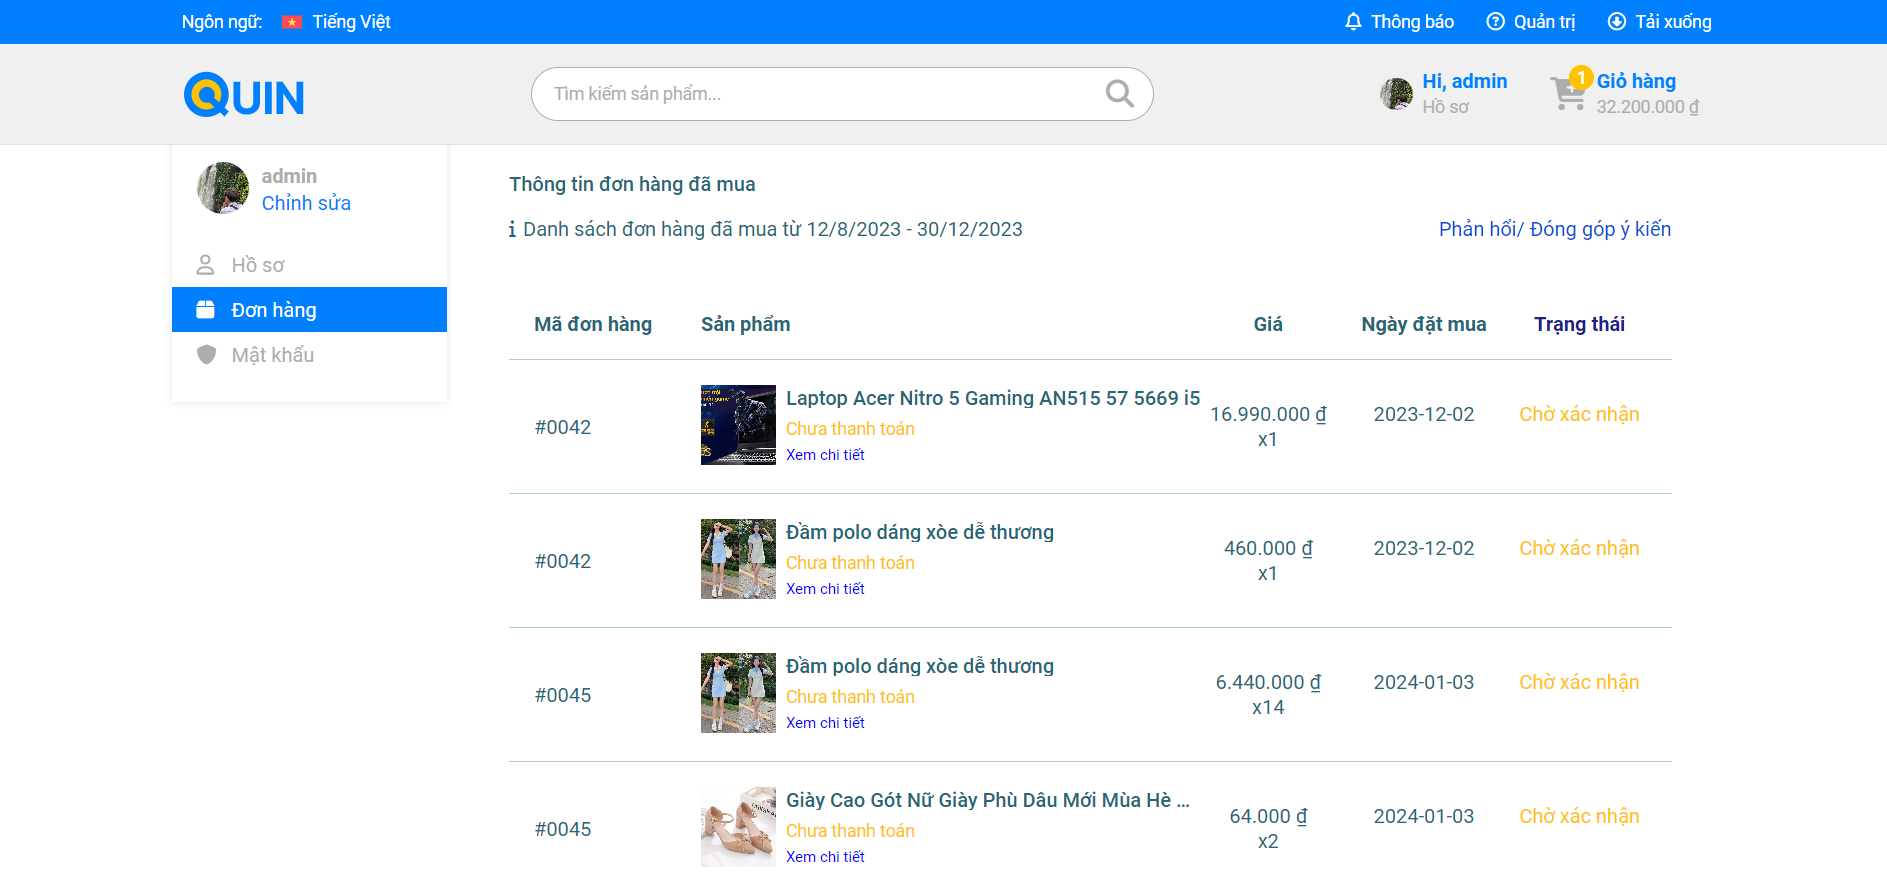 Ngôn ngữ: Tiếng Việt Thông báo Quản trị Tải xuống
QUIN Tìm kiếm sản phẩm... Hi, admin 1 Giỏ hàng
Hồ sơ 32.200.000 ₫
admin
Chỉnh sửa
Hồ sơ
Đơn hàng
Mật khẩu
Thông tin đơn hàng đã mua
Danh sách đơn hàng đã mua từ 12/8/2023 - 30/12/2023 Phản hổi/ Đóng góp ý kiến
Mã đơn hàng Sản phẩm Giá Ngày đặt mua Trạng thái
Laptop Acer Nitro 5 Gaming AN515 57 5669 i5
#0042 Chưa thanh toán 16.990.000 ₫ 2023-12-02 Chờ xác nhận
Xem chi tiết x1
Đầm polo dáng xòe dễ thương
#0042 Chưa thanh toán 460.000 ₫ 2023-12-02 Chờ xác nhận
Xem chi tiết x1
Đầm polo dáng xòe dễ thương
#0045 Chưa thanh toán 6.440.000 ₫ 2024-01-03 Chờ xác nhận
Xem chi tiết x14
Giày Cao Gót Nữ Giày Phù Dâu Mới Mùa Hè ...
#0045 Chưa thanh toán 64.000 ₫ 2024-01-03 Chờ xác nhận
Xem chi tiết x2